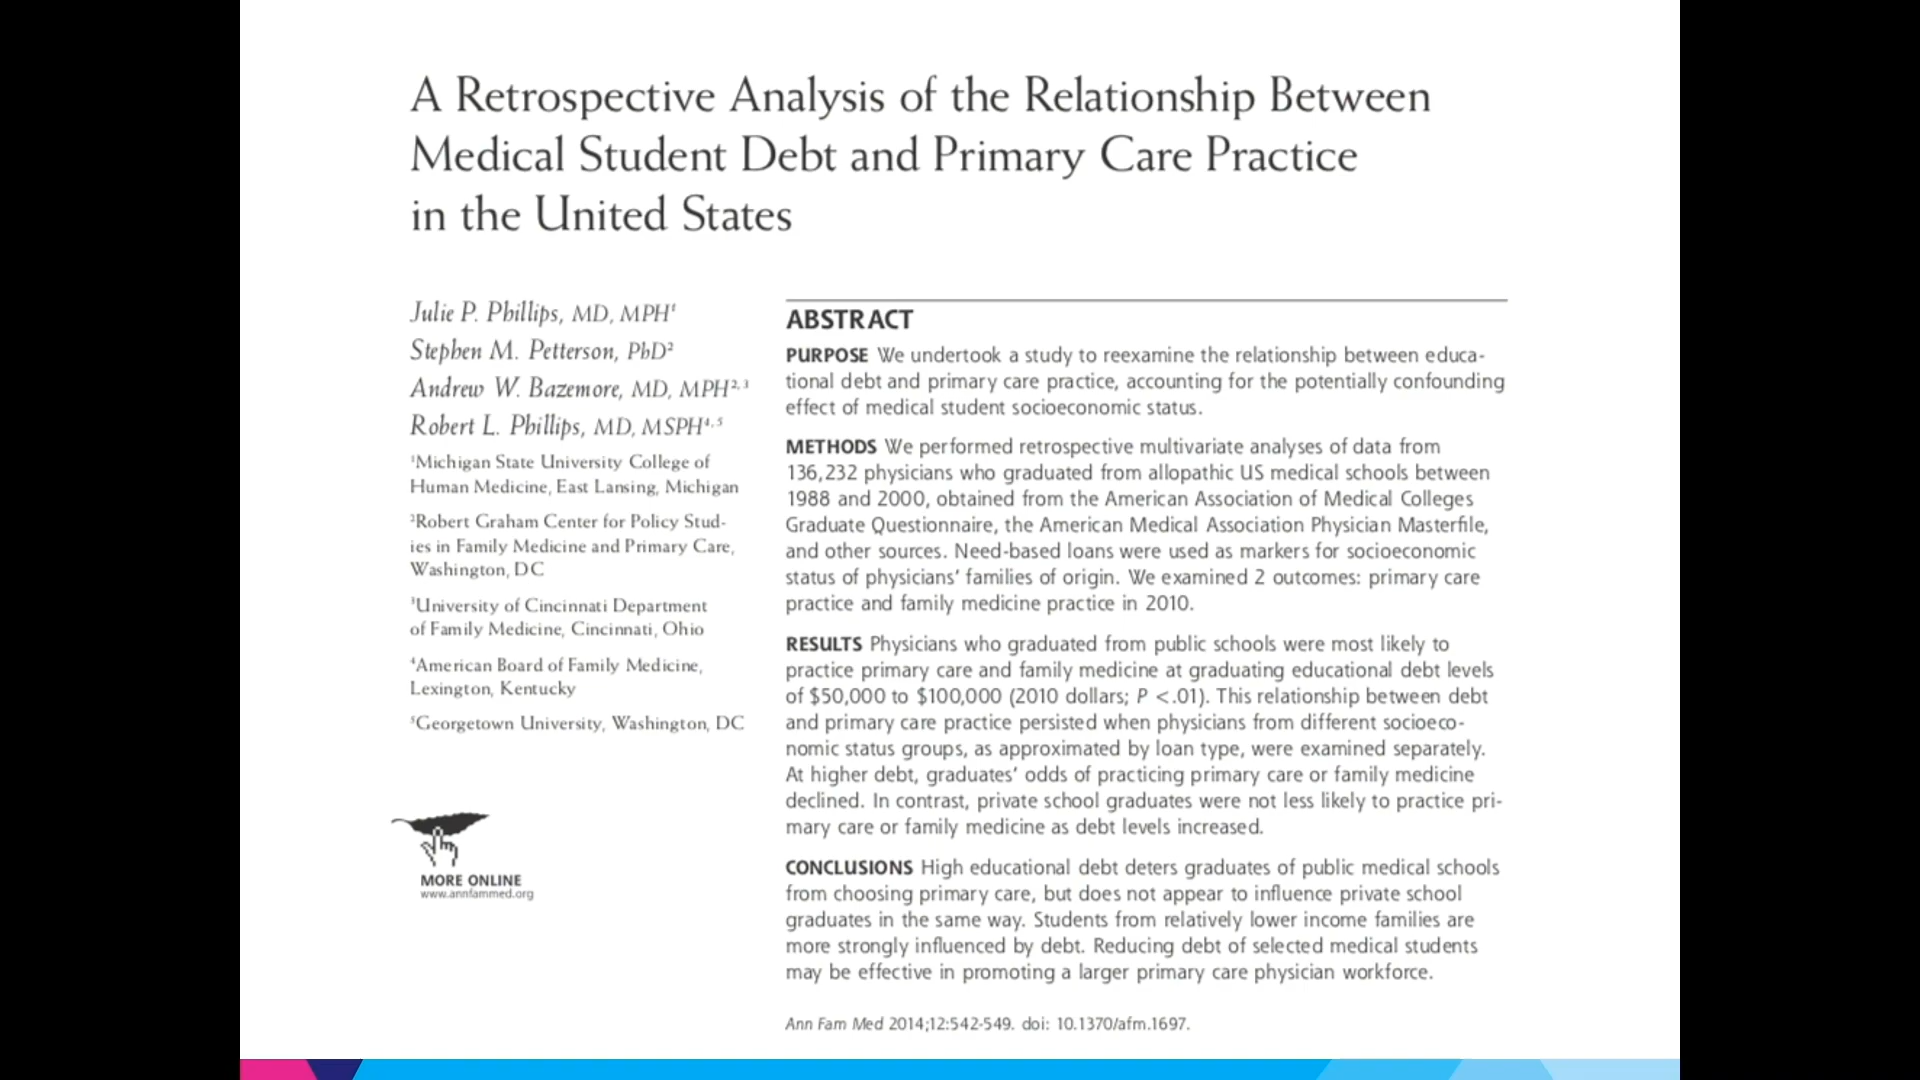 A Retrospective Analysis of the Relationship Between
Medical Student Debt and Primary Care Practice
in the United States
Julie P. Phillips, MD, MPH¹
Stephen M. Petterson, PhD²
Andrew W. Bazemore, MD, MPH²,³
Robert L. Phillips, MD, MSPH⁴,⁵
¹Michigan State University College of
Human Medicine, East Lansing, Michigan
²Robert Graham Center for Policy Stud-
ies in Family Medicine and Primary Care,
Washington, DC
³University of Cincinnati Department
of Family Medicine, Cincinnati, Ohio
⁴American Board of Family Medicine,
Lexington, Kentucky
⁵Georgetown University, Washington, DC
MORE ONLINE
www.annfammed.org
ABSTRACT
PURPOSE We undertook a study to reexamine the relationship between educa-
tional debt and primary care practice, accounting for the potentially confounding
effect of medical student socioeconomic status.
METHODS We performed retrospective multivariate analyses of data from
136,232 physicians who graduated from allopathic US medical schools between
1988 and 2000, obtained from the American Association of Medical Colleges
Graduate Questionnaire, the American Medical Association Physician Masterfile,
and other sources. Need-based loans were used as markers for socioeconomic
status of physicians' families of origin. We examined 2 outcomes: primary care
practice and family medicine practice in 2010.
RESULTS Physicians who graduated from public schools were most likely to
practice primary care and family medicine at graduating educational debt levels
of $50,000 to $100,000 (2010 dollars; P <.01). This relationship between debt
and primary care practice persisted when physicians from different socioeco-
nomic status groups, as approximated by loan type, were examined separately.
At higher debt, graduates' odds of practicing primary care or family medicine
declined. In contrast, private school graduates were not less likely to practice pri-
mary care or family medicine as debt levels increased.
CONCLUSIONS High educational debt deters graduates of public medical schools
from choosing primary care, but does not appear to influence private school
graduates in the same way. Students from relatively lower income families are
more strongly influenced by debt. Reducing debt of selected medical students
may be effective in promoting a larger primary care physician workforce.
Ann Fam Med 2014;12:542-549. doi: 10.1370/afm.1697.